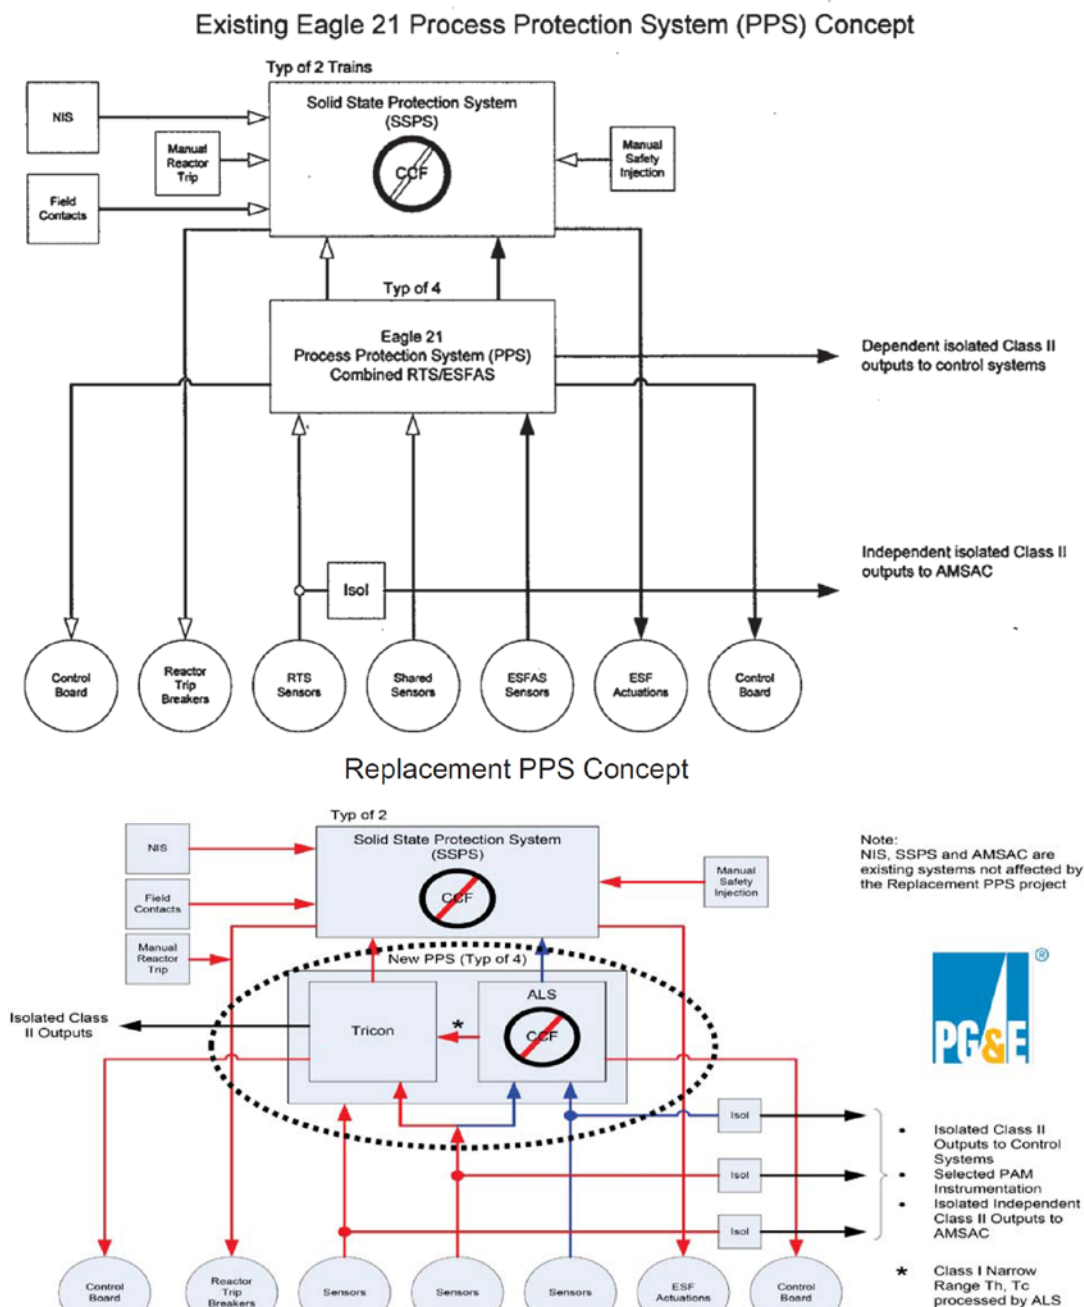 Existing Eagle 21 Process Protection System (PPS) Concept
Typ of 2 Trains
Solid State Protection System
(SSPS)
CCF
NIS
Manual
Reactor
Trip
Manual
Safety
Injection
Field
Contacts
Typ of 4
Eagle 21
Process Protection System (PPS)
Combined RTS/ESFAS
Dependent isolated Class II
outputs to control systems
Independent isolated Class II
outputs to AMSAC
Isol
Control
Board
Reactor
Trip
Breakers
RTS
Sensors
Shared
Sensors
ESFAS
Sensors
ESF
Actuations
Control
Board
Replacement PPS Concept
Typ of 2
Solid State Protection System
(SSPS)
CCF
NIS
Field
Contacts
Manual
Reactor
Trip
Manual
Safety
Injection
Note:
NIS, SSPS and AMSAC are
existing systems not affected by
the Replacement PPS project
New PPS (Typ of 4)
Tricon
*
ALS
CCF
Isolated Class
II Outputs
PG&E®
Isol
Isol
Isol
• Isolated Class II
Outputs to Control
Systems
• Selected PAM
Instrumentation
• Isolated Independent
Class II Outputs to
AMSAC
* Class I Narrow
Range Th, Tc
processed by ALS
Control
Board
Reactor
Trip
Breakers
Sensors
Sensors
Sensors
ESF
Actuations
Control
Board